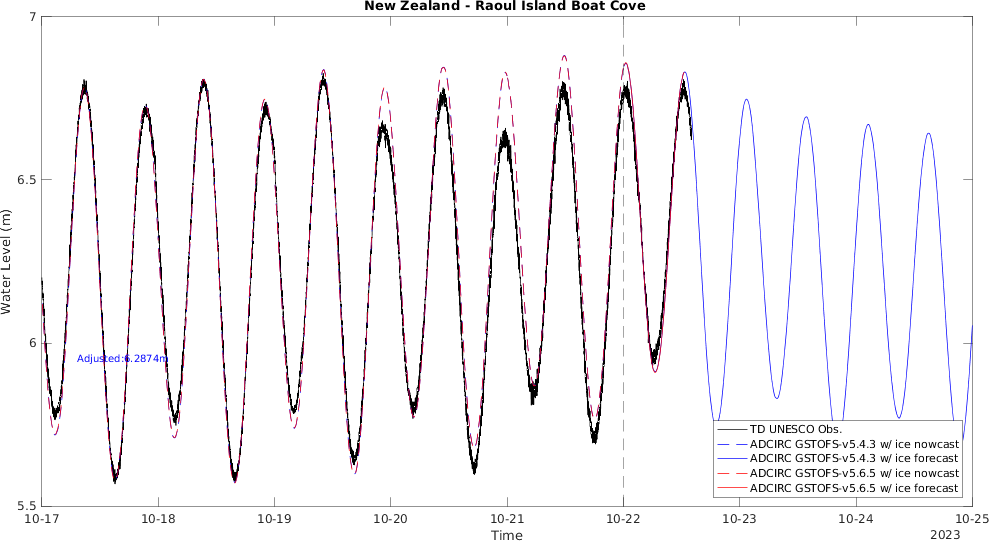 New Zealand - Raoul Island Boat Cove
7
6.5
6
5.5
Water Level (m)
Adjusted:6.2874m
TD UNESCO Obs.
ADCIRC GSTOFS-v5.4.3 w/ ice nowcast
ADCIRC GSTOFS-v5.4.3 w/ ice forecast
ADCIRC GSTOFS-v5.6.5 w/ ice nowcast
ADCIRC GSTOFS-v5.6.5 w/ ice forecast
10-17 10-18 10-19 10-20 10-21 10-22 10-23 10-24 10-25
Time
2023